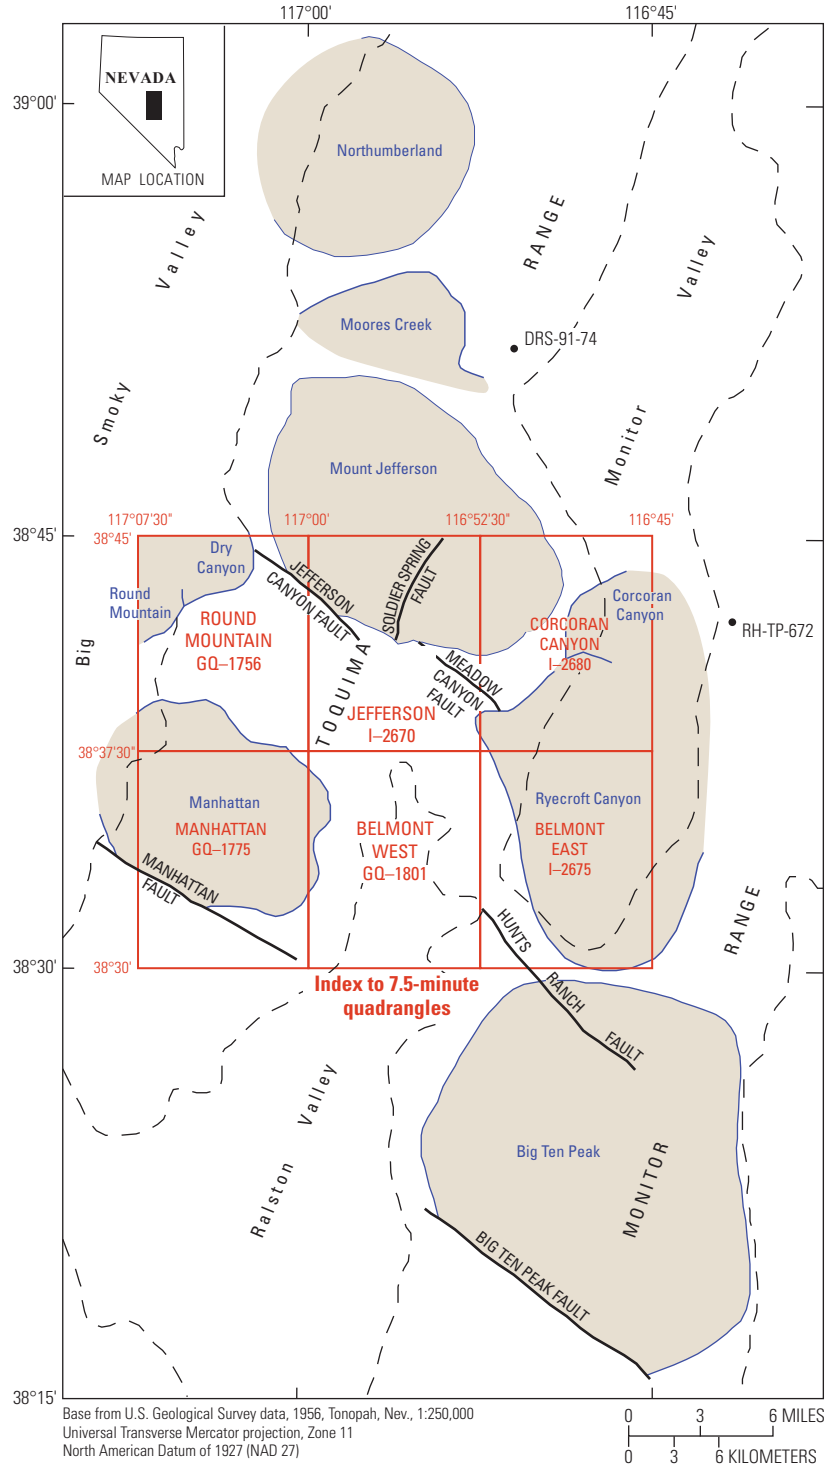 117°00'
116°45'
NEVADA
MAP LOCATION
39°00'
Northumberland
Valley
RANGE
Valley
Moores Creek
DRS-91-74
Smoky
Monitor
Mount Jefferson
117°07'30"
117°00'
116°52'30"
116°45'
38°45'
38°45'
Dry
Canyon
JEFFERSON
CANYON FAULT
SOLDIER SPRING
FAULT
Round
Mountain
Corcoran
Canyon
ROUND
MOUNTAIN
GQ–1756
CORCORAN
CANYON
I–2680
RH-TP-672
Big
TOQUIMA
MEADOW
CANYON
FAULT
JEFFERSON
I–2670
38°37'30"
Manhattan
MANHATTAN
GQ–1775
BELMONT
WEST
GQ–1801
Ryecroft Canyon
BELMONT
EAST
I–2675
MANHATTAN
FAULT
RANGE
HUNTS
RANCH
FAULT
38°30'
38°30'
Index to 7.5-minute
quadrangles
Valley
Ralston
Big Ten Peak
MONITOR
BIG TEN PEAK FAULT
38°15'
Base from U.S. Geological Survey data, 1956, Tonopah, Nev., 1:250,000
Universal Transverse Mercator projection, Zone 11
North American Datum of 1927 (NAD 27)
0 3 6 MILES
0 3 6 KILOMETERS